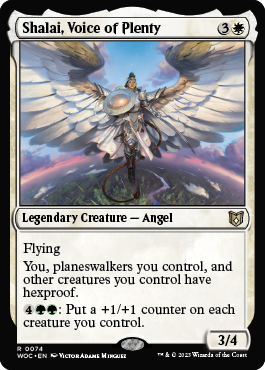 Shalai, Voice of Plenty 3
Legendary Creature — Angel
Flying
You, planeswalkers you control, and
other creatures you control have
hexproof.
4: Put a +1/+1 counter on each
creature you control.
R 0074
WOC • EN Victor Adame Minguez
3/4
™ & © 2023 Wizards of the Coast